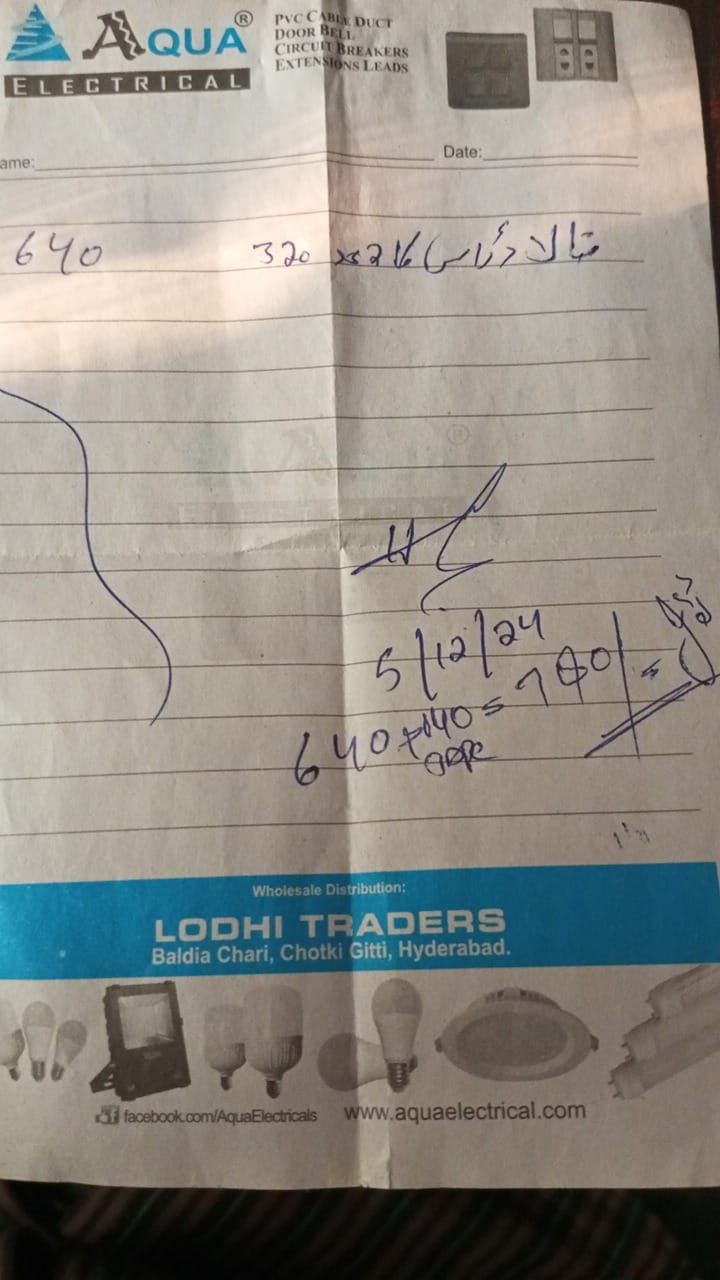 AQUA®
ELECTRICAL
PVC CABLE DUCT
DOOR BELL
CIRCUIT BREAKERS
EXTENSIONS LEADS
ame:
Date:
تالا 320 640
5/12/24
640+140=780/=
Wholesale Distribution:
LODHI TRADERS
Baldia Chari, Chotki Gitti, Hyderabad.
facebook.com/AquaElectricals
www.aquaelectrical.com